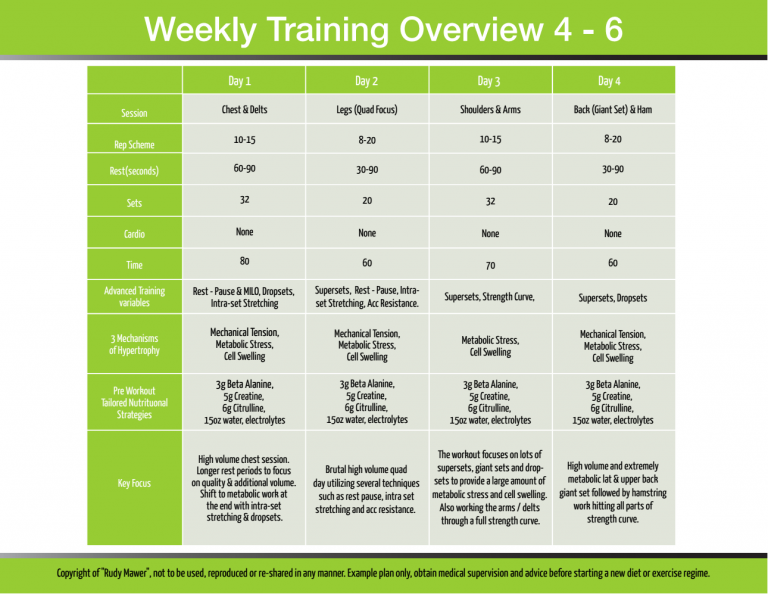 Weekly Training Overview 4 - 6
Day 1 Day 2 Day 3 Day 4
Session Chest & Delts Legs (Quad Focus) Shoulders & Arms Back (Giant Set) & Ham
Rep Scheme 10-15 8-20 10-15 8-20
Rest(seconds) 60-90 30-90 60-90 30-90
Sets 32 20 32 20
Cardio None None None None
Time 80 60 70 60
Advanced Training
variables
Rest - Pause & MILO, Dropsets,
Intra-set Stretching
Supersets, Rest - Pause, Intra-
set Stretching, Acc Resistance.
Supersets, Strength Curve,
Supersets, Dropsets
3 Mechanisms
of Hypertrophy
Mechanical Tension,
Metabolic Stress,
Cell Swelling
Mechanical Tension,
Metabolic Stress,
Cell Swelling
Metabolic Stress,
Cell Swelling
Mechanical Tension,
Metabolic Stress,
Cell Swelling
Pre Workout
Tailored Nutrituonal
Strategies
3g Beta Alanine,
5g Creatine,
6g Citrulline,
15oz water, electrolytes
3g Beta Alanine,
5g Creatine,
6g Citrulline,
15oz water, electrolytes
3g Beta Alanine,
5g Creatine,
6g Citrulline,
15oz water, electrolytes
3g Beta Alanine,
5g Creatine,
6g Citrulline,
15oz water, electrolytes
Key Focus
High volume chest session.
Longer rest periods to focus
on quality & additional volume.
Shift to metabolic work at
the end with intra-set
stretching & dropsets.
Brutal high volume quad
day utilizing several techniques
such as rest pause, intra set
stretching and acc resistance.
The workout focuses on lots of
supersets, giant sets and drop-
sets to provide a large amount of
metabolic stress and cell swelling.
Also working the arms / delts
through a full strength curve.
High volume and extremely
metabolic lat & upper back
giant set followed by hamstring
work hitting all parts of
strength curve.
Copyright of "Rudy Mawer", not to be used, reproduced or re-shared in any manner. Example plan only, obtain medical supervision and advice before starting a new diet or exercise regime.